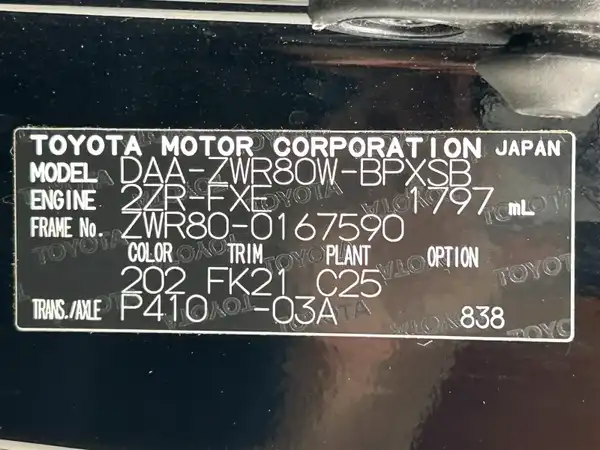 TOYOTA MOTOR CORPORATION JAPAN
MODEL DAA-ZWR80W-BPXSB
ENGINE 2ZR-FXE 1797 mL
FRAME No. ZWR80-0167590
COLOR TRIM PLANT OPTION
202 FK21 C25
TRANS./AXLE P410 -03A 838